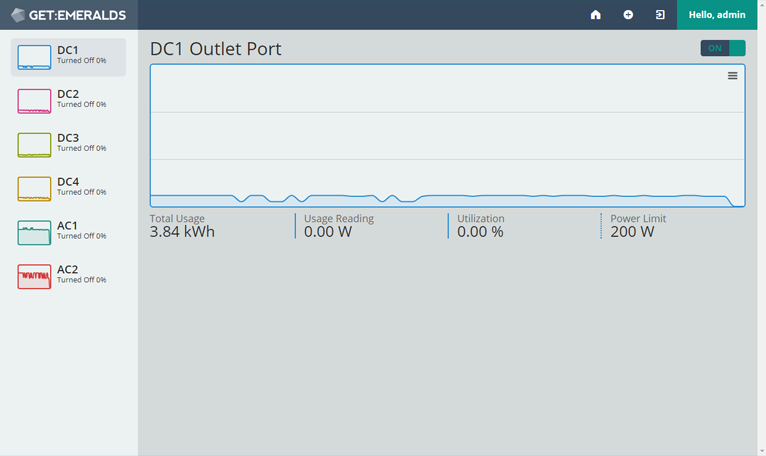 GET:EMERALDS
Hello, admin
DC1
Turned Off 0%
DC2
Turned Off 0%
DC3
Turned Off 0%
DC4
Turned Off 0%
AC1
Turned Off 0%
AC2
Turned Off 0%
DC1 Outlet Port
ON
Total Usage
3.84 kWh
Usage Reading
0.00 W
Utilization
0.00 %
Power Limit
200 W